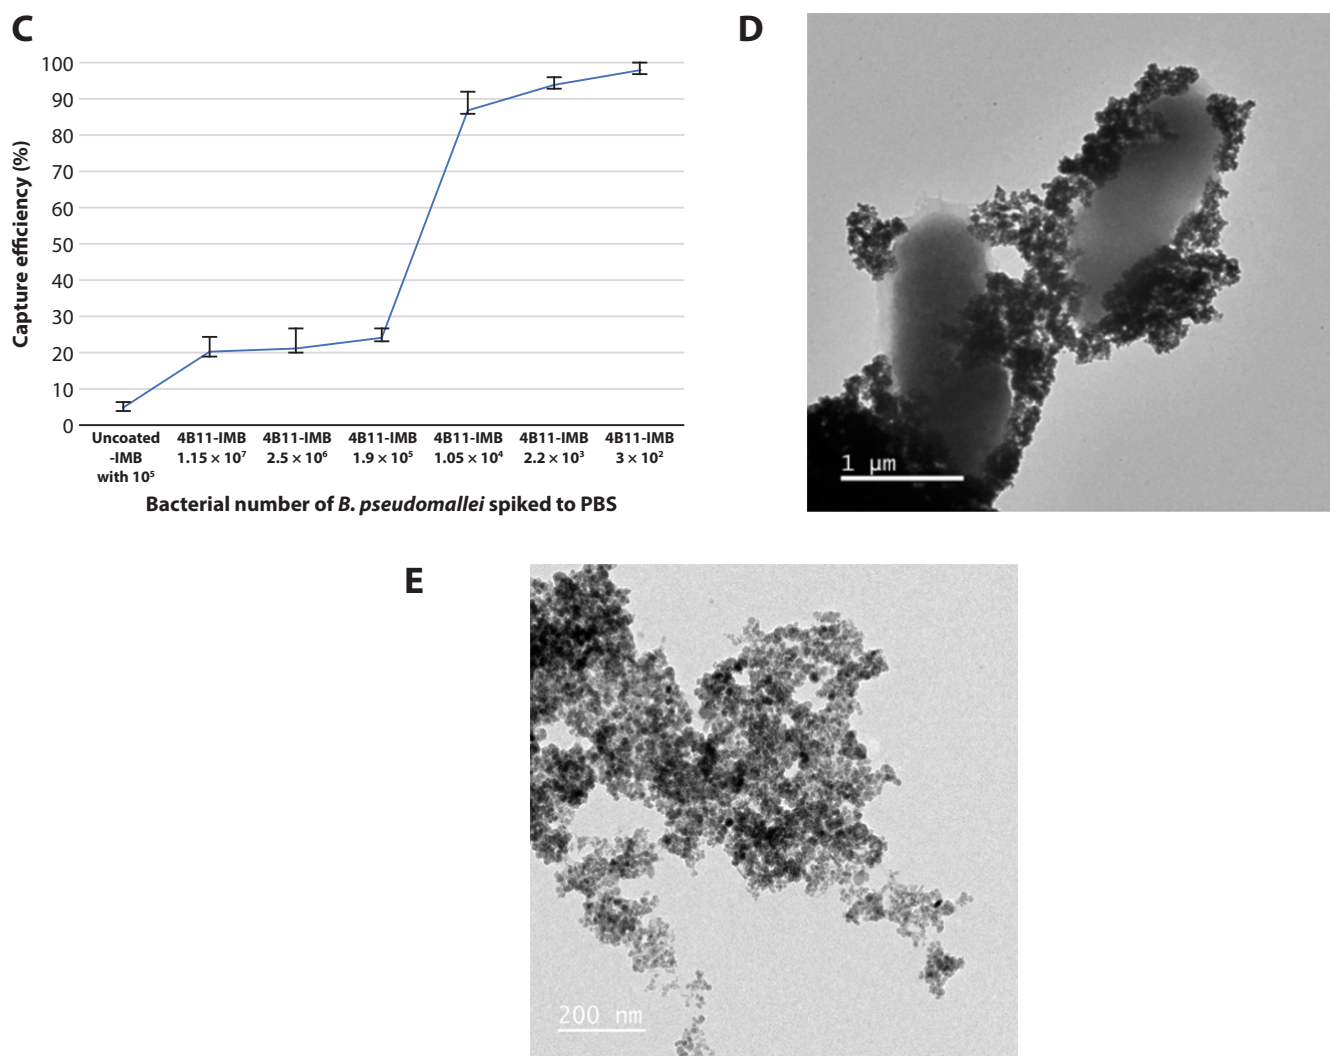 C
Capture efficiency (%)
100
90
80
70
60
50
40
30
20
10
0
Uncoated
-IMB
with 10⁵
4B11-IMB
1.15 × 10⁷
4B11-IMB
2.5 × 10⁶
4B11-IMB
1.9 × 10⁵
4B11-IMB
1.05 × 10⁴
4B11-IMB
2.2 × 10³
4B11-IMB
3 × 10²
Bacterial number of B. pseudomallei spiked to PBS
D
1 µm
E
200 nm